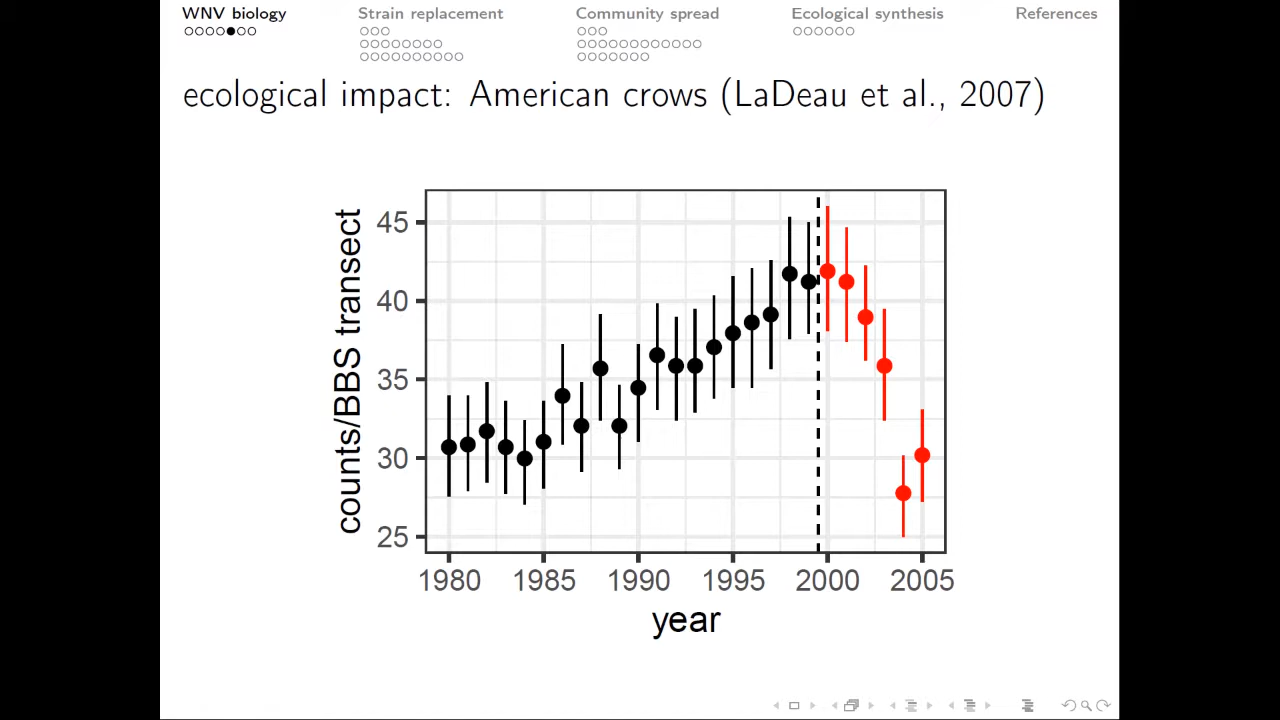 WNV biology Strain replacement Community spread Ecological synthesis References
ecological impact: American crows (LaDeau et al., 2007)
counts/BBS transect
45
40
35
30
25
1980 1985 1990 1995 2000 2005
year